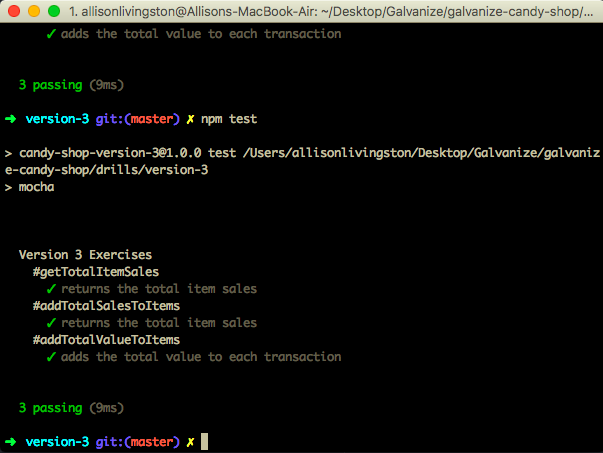 1. allisonlivingston@Allisons-MacBook-Air: ~/Desktop/Galvanize/galvanize-candy-shop/...
✓ adds the total value to each transaction
3 passing (9ms)
➜ version-3 git:(master) ✗ npm test
> candy-shop-version-3@1.0.0 test /Users/allisonlivingston/Desktop/Galvanize/galvaniz
e-candy-shop/drills/version-3
> mocha
Version 3 Exercises
#getTotalItemSales
✓ returns the total item sales
#addTotalSalesToItems
✓ returns the total item sales
#addTotalValueToItems
✓ adds the total value to each transaction
3 passing (9ms)
➜ version-3 git:(master) ✗